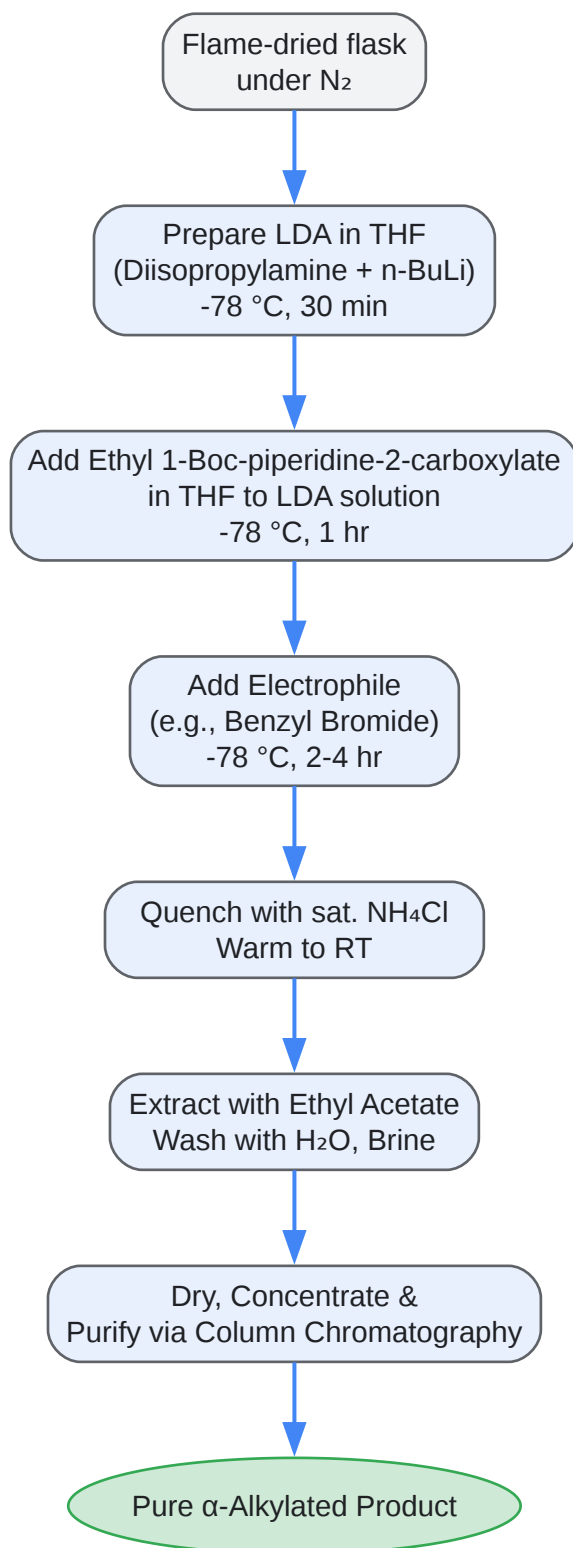 Flame-dried flask
under N₂
Prepare LDA in THF
(Diisopropylamine + n-BuLi)
-78 °C, 30 min
Add Ethyl 1-Boc-piperidine-2-carboxylate
in THF to LDA solution
-78 °C, 1 hr
Add Electrophile
(e.g., Benzyl Bromide)
-78 °C, 2-4 hr
Quench with sat. NH₄Cl
Warm to RT
Extract with Ethyl Acetate
Wash with H₂O, Brine
Dry, Concentrate &
Purify via Column Chromatography
Pure α-Alkylated Product